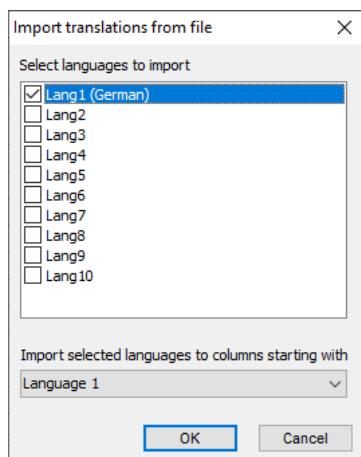 Import translations from file
Select languages to import
Lang1 (German)
Lang2
Lang3
Lang4
Lang5
Lang6
Lang7
Lang8
Lang9
Lang10
Import selected languages to columns starting with
Language 1
OK
Cancel